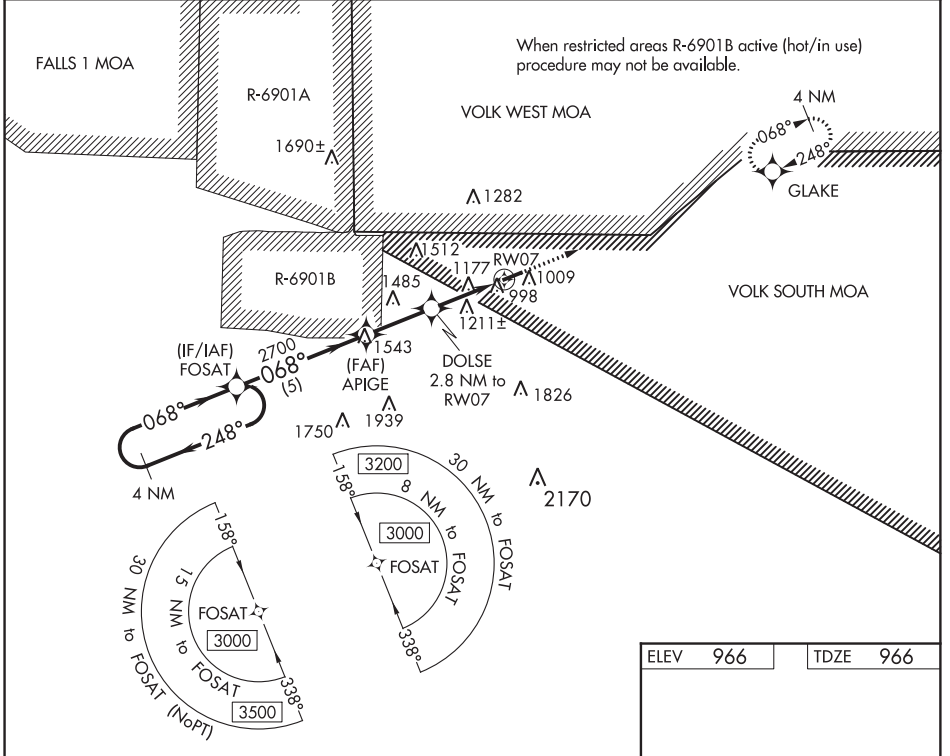 When restricted areas R-6901B active (hot/in use)
procedure may not be available.
FALLS 1 MOA
R-6901A
VOLK WEST MOA
4 NM
068°
248°
GLAKE
1690±
1282
1512
RW07
1177
1009
998
R-6901B
1485
1211±
VOLK SOUTH MOA
(IF/IAF)
FOSAT
2700
068°
(5)
1543
(FAF)
APIGE
DOLSE
2.8 NM to
RW07
1826
068°
248°
1750
1939
4 NM
2170
158°
3200
30 NM to FOSAT
8 NM to FOSAT
3000
FOSAT
338°
158°
30 NM to FOSAT (NoPT)
15 NM to FOSAT
FOSAT
3000
338°
3500
ELEV 966
TDZE 966